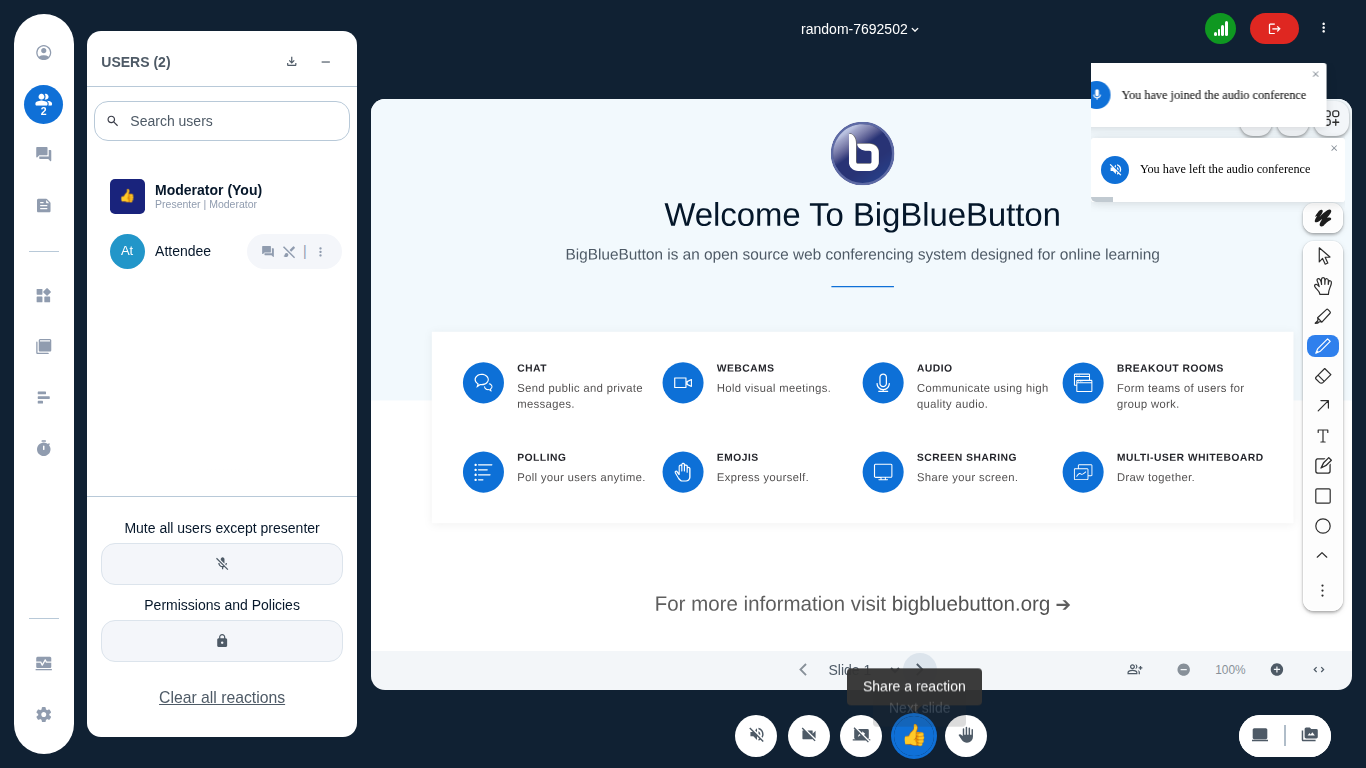 random-7692502
USERS (2)
2
Search users
Moderator (You)
Presenter | Moderator
At
Attendee
Mute all users except presenter
Permissions and Policies
Clear all reactions
You have joined the audio conference
You have left the audio conference
Welcome To BigBlueButton
BigBlueButton is an open source web conferencing system designed for online learning
CHAT
Send public and private
messages.
WEBCAMS
Hold visual meetings.
AUDIO
Communicate using high
quality audio.
BREAKOUT ROOMS
Form teams of users for
group work.
POLLING
Poll your users anytime.
EMOJIS
Express yourself.
SCREEN SHARING
Share your screen.
MULTI-USER WHITEBOARD
Draw together.
For more information visit bigbluebutton.org ➔
Slide 1
100%
Share a reaction
Next slide